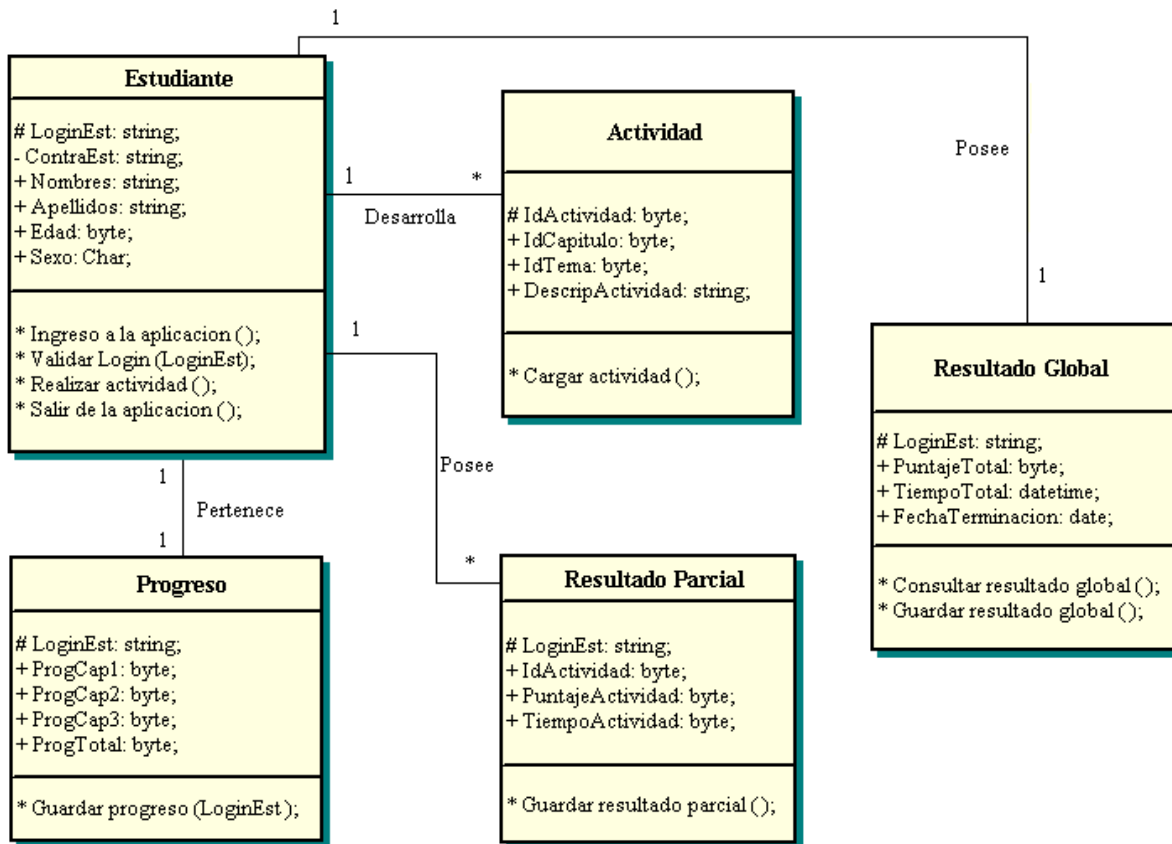 1
Estudiante
# LoginEst: string;
- ContraEst: string;
+ Nombres: string;
+ Apellidos: string;
+ Edad: byte;
+ Sexo: Char;
* Ingreso a la aplicacion ();
* Validar Login (LoginEst);
* Realizar actividad ();
* Salir de la aplicacion ();
1
*
Desarrolla
Actividad
# IdActividad: byte;
+ IdCapitulo: byte;
+ IdTema: byte;
+ DescripActividad: string;
* Cargar actividad ();
Posee
1
Resultado Global
# LoginEst: string;
+ PuntajeTotal: byte;
+ TiempoTotal: datetime;
+ FechaTerminacion: date;
* Consultar resultado global ();
* Guardar resultado global ();
1
Posee
*
1
Pertenece
1
Progreso
# LoginEst: string;
+ ProgCap1: byte;
+ ProgCap2: byte;
+ ProgCap3: byte;
+ ProgTotal: byte;
* Guardar progreso (LoginEst );
Resultado Parcial
# LoginEst: string;
+ IdActividad: byte;
+ PuntajeActividad: byte;
+ TiempoActividad: byte;
* Guardar resultado parcial ();